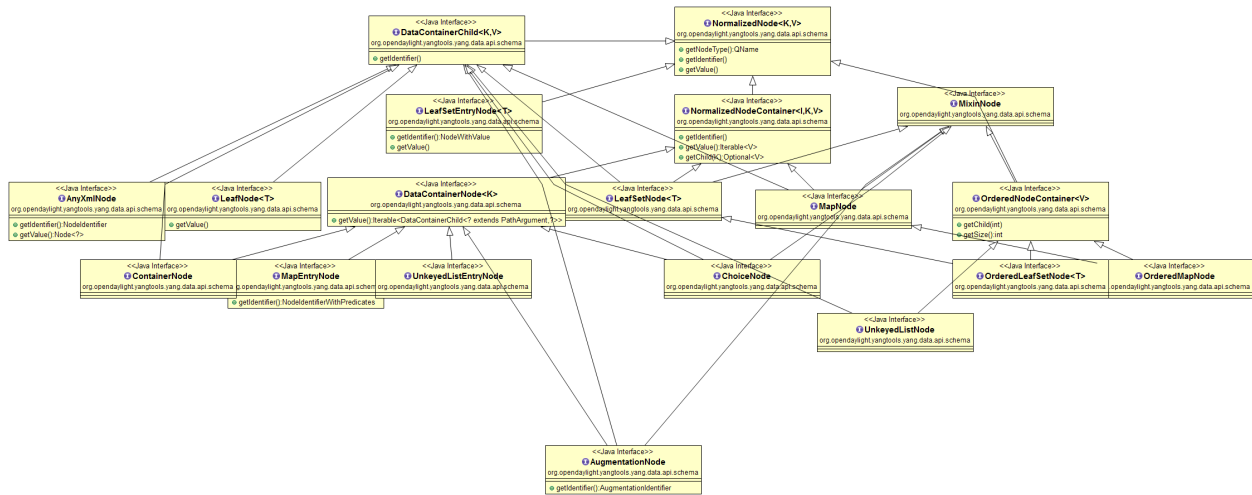 <<Java Interface>>
DataContainerChild<K,V>
org.opendaylight.yangtools.yang.data.api.schema
getIdentifier()
<<Java Interface>>
NormalizedNode<K,V>
org.opendaylight.yangtools.yang.data.api.schema
getNodeType():QName
getIdentifier()
getValue()
<<Java Interface>>
LeafSetEntryNode<T>
org.opendaylight.yangtools.yang.data.api.schema
getIdentifier():NodeWithValue
getValue()
<<Java Interface>>
NormalizedNodeContainer<I,K,V>
org.opendaylight.yangtools.yang.data.api.schema
getIdentifier()
getValue():Iterable<V>
getChild(K):Optional<V>
<<Java Interface>>
MixinNode
org.opendaylight.yangtools.yang.data.api.schema
<<Java Interface>>
AnyXmlNode
org.opendaylight.yangtools.yang.data.api.schema
getIdentifier():NodeIdentifier
getValue():Node<?>
<<Java Interface>>
LeafNode<T>
org.opendaylight.yangtools.yang.data.api.schema
getValue()
<<Java Interface>>
DataContainerNode<K>
org.opendaylight.yangtools.yang.data.api.schema
getValue():Iterable<DataContainerChild<? extends PathArgument,?>>
<<Java Interface>>
LeafSetNode<T>
org.opendaylight.yangtools.yang.data.api.schema
<<Java Interface>>
MapNode
org.opendaylight.yangtools.yang.data.api.schema
<<Java Interface>>
OrderedNodeContainer<V>
org.opendaylight.yangtools.yang.data.api.schema
getChild(int)
getSize():int
<<Java Interface>>
ContainerNode
org.opendaylight.yangtools.yang.data.api.schema
<<Java Interface>>
MapEntryNode
.opendaylight.yangtools.yang.data.api.schema
getIdentifier():NodeIdentifierWithPredicates
<<Java Interface>>
UnkeyedListEntryNode
org.opendaylight.yangtools.yang.data.api.schema
<<Java Interface>>
ChoiceNode
org.opendaylight.yangtools.yang.data.api.schema
<<Java Interface>>
OrderedLeafSetNode<T>
org.opendaylight.yangtools.yang.data.api.schema
<<Java Interface>>
OrderedMapNode
.opendaylight.yangtools.yang.data.api.schema
<<Java Interface>>
UnkeyedListNode
org.opendaylight.yangtools.yang.data.api.schema
<<Java Interface>>
AugmentationNode
org.opendaylight.yangtools.yang.data.api.schema
getIdentifier():AugmentationIdentifier